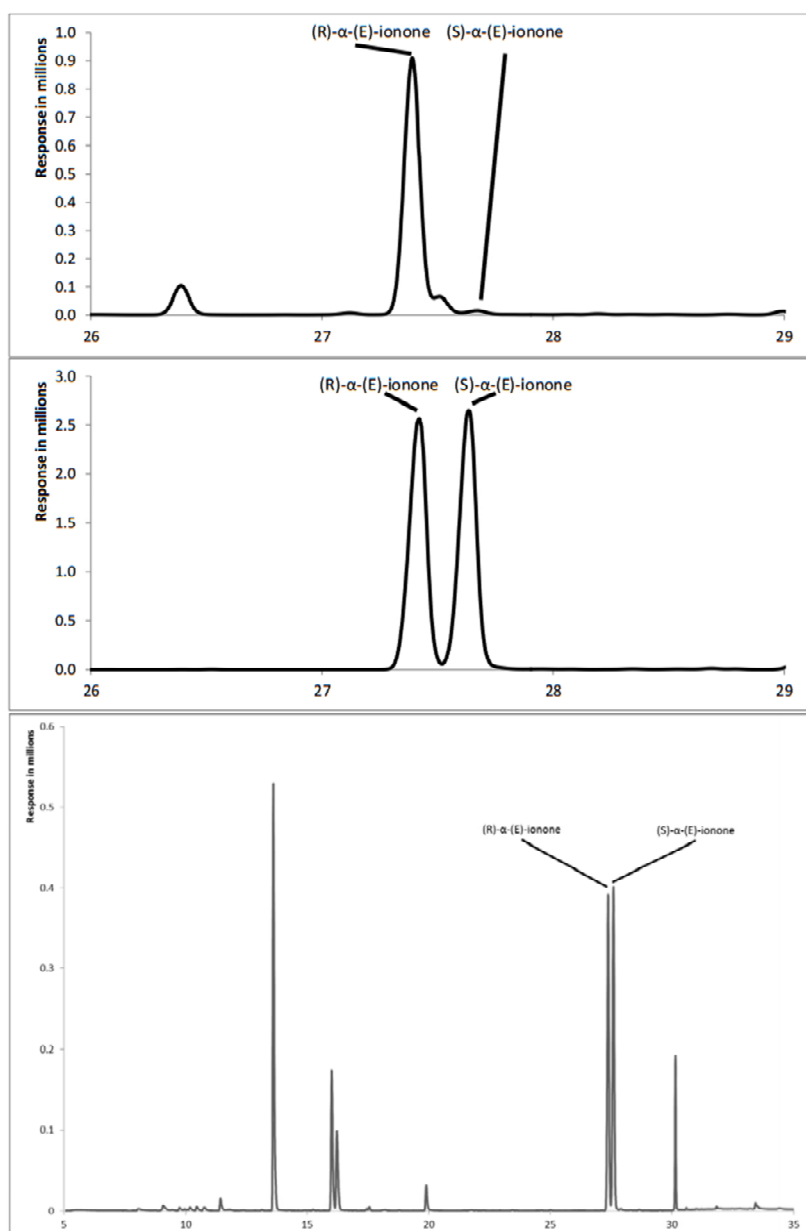 (R)-α-(E)-ionone (S)-α-(E)-ionone
Response in millions
1.0
0.9
0.8
0.7
0.6
0.5
0.4
0.3
0.2
0.1
0.0
26 27 28 29
(R)-α-(E)-ionone (S)-α-(E)-ionone
Response in millions
3.0
2.5
2.0
1.5
1.0
0.5
0.0
26 27 28 29
Response in millions
0.6
0.5
0.4
0.3
0.2
0.1
0
(R)-α-(E)-ionone (S)-α-(E)-ionone
5 10 15 20 25 30 35